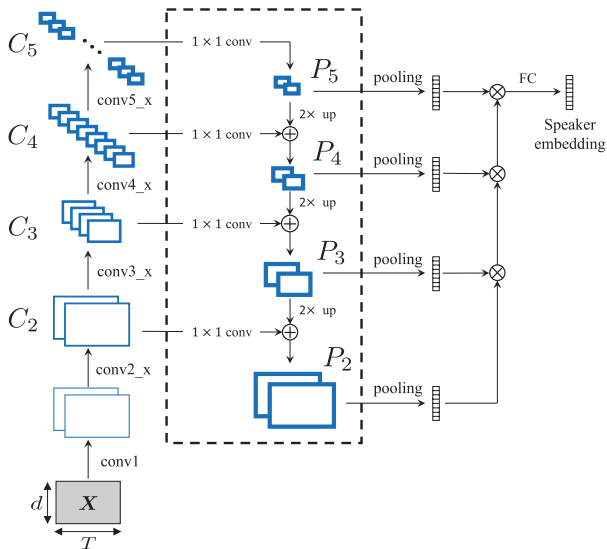 C₅
1 × 1 conv
P₅
pooling
FC
conv5_x
2× up
Speaker
embedding
C₄
1 × 1 conv
P₄
pooling
conv4_x
2× up
C₃
1 × 1 conv
P₃
pooling
conv3_x
2× up
C₂
1 × 1 conv
P₂
pooling
conv2_x
conv1
d
X
T